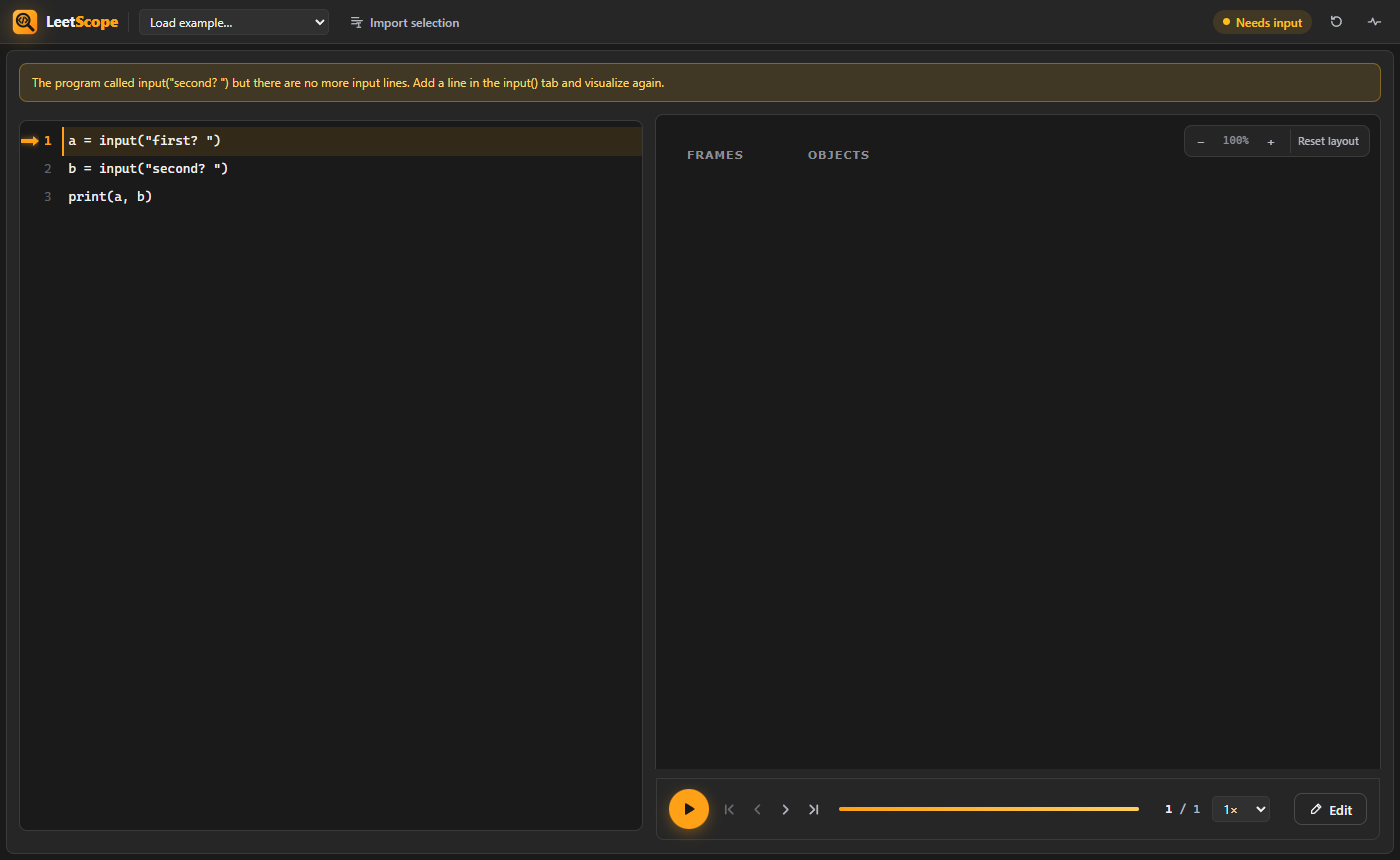 LeetScope
Load example...
Import selection
Needs input
The program called input("second? ") but there are no more input lines. Add a line in the input() tab and visualize again.
1 a = input("first? ")
2 b = input("second? ")
3 print(a, b)
FRAMES
OBJECTS
– 100% + Reset layout
1 / 1
1×
Edit